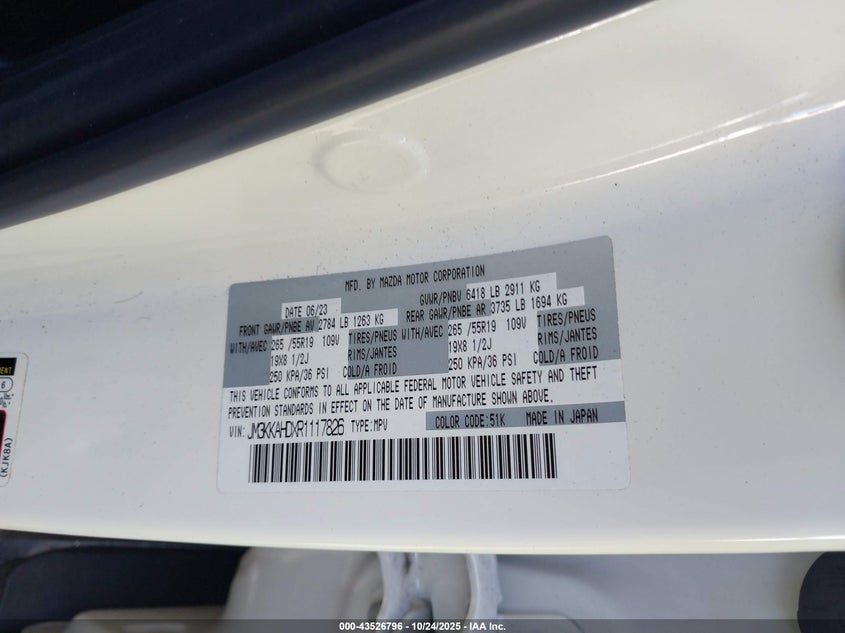 MFD. BY MAZDA MOTOR CORPORATION
DATE 06/23
GVWR/PNBV 6418 LB 2911 KG
FRONT GAWR/PNBE AV 2784 LB 1263 KG
REAR GAWR/PNBE AR 3735 LB 1694 KG
WITH/AVEC 265 /55R19 109V TIRES/PNEUS
19X8 1/2J RIMS/JANTES
250 KPA/36 PSI COLD/A FROID
WITH/AVEC 265 /55R19 109V TIRES/PNEUS
19X8 1/2J RIMS/JANTES
250 KPA/36 PSI COLD/A FROID
THIS VEHICLE CONFORMS TO ALL APPLICABLE FEDERAL MOTOR VEHICLE SAFETY AND THEFT
PREVENTION STANDARDS IN EFFECT ON THE DATE OF MANUFACTURE SHOWN ABOVE.
VIN: JM3KKAHDXR1117826 TYPE:MPV
COLOR CODE:51K MADE IN JAPAN
(KJK8A)
000-43526796 - 10/24/2025 - IAA Inc.